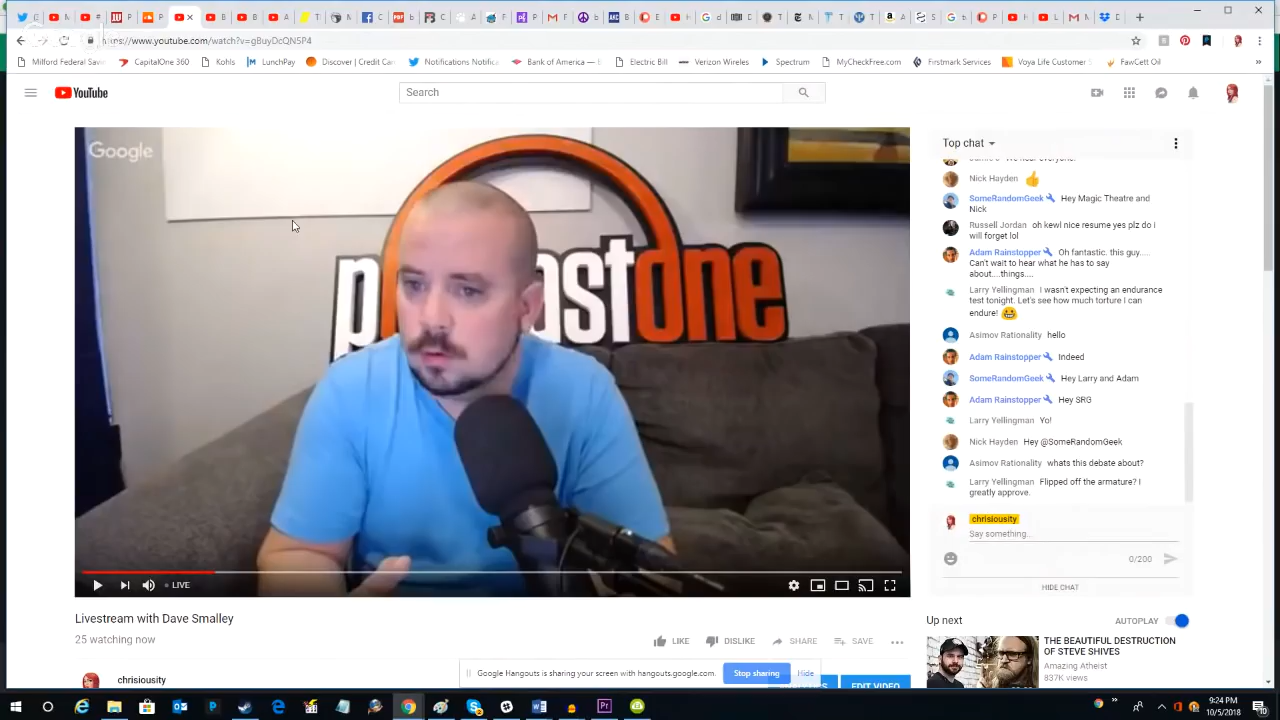 https://www.youtube.com/watch?v=gBuyDcQN5P4
Milford Federal Savi CapitalOne 360 Kohls LunchPay Discover | Credit Car Notifications Notifica Bank of America — E Electric Bill Verizon Wireles Spectrum MyCheckFree.com Firstmark Services Voya Life Customer S FawCett Oil »
YouTube
Search
Google
podcastone
LIVE
Livestream with Dave Smalley
25 watching now
LIKE DISLIKE SHARE SAVE
chrisiousity
Google Hangouts is sharing your screen with hangouts.google.com. Stop sharing Hide
EDIT VIDEO
Top chat
Nick Hayden 👍
SomeRandomGeek Hey Magic Theatre and
Nick
Russell Jordan oh kewl nice resume yes plz do i
will forget lol
Adam Rainstopper Oh fantastic. this guy.....
Can't wait to hear what he has to say
about....things....
Larry Yellingman I wasn't expecting an endurance
test tonight. Let's see how much torture I can
endure! 😀
Asimov Rationality hello
Adam Rainstopper Indeed
SomeRandomGeek Hey Larry and Adam
Adam Rainstopper Hey SRG
Larry Yellingman Yo!
Nick Hayden Hey @SomeRandomGeek
Asimov Rationality whats this debate about?
Larry Yellingman Flipped off the armature? I
greatly approve.
chrisiousity
Say something...
0/200
HIDE CHAT
Up next AUTOPLAY
THE BEAUTIFUL DESTRUCTION
OF STEVE SHIVES
Amazing Atheist
837K views
9:24 PM
10/5/2018